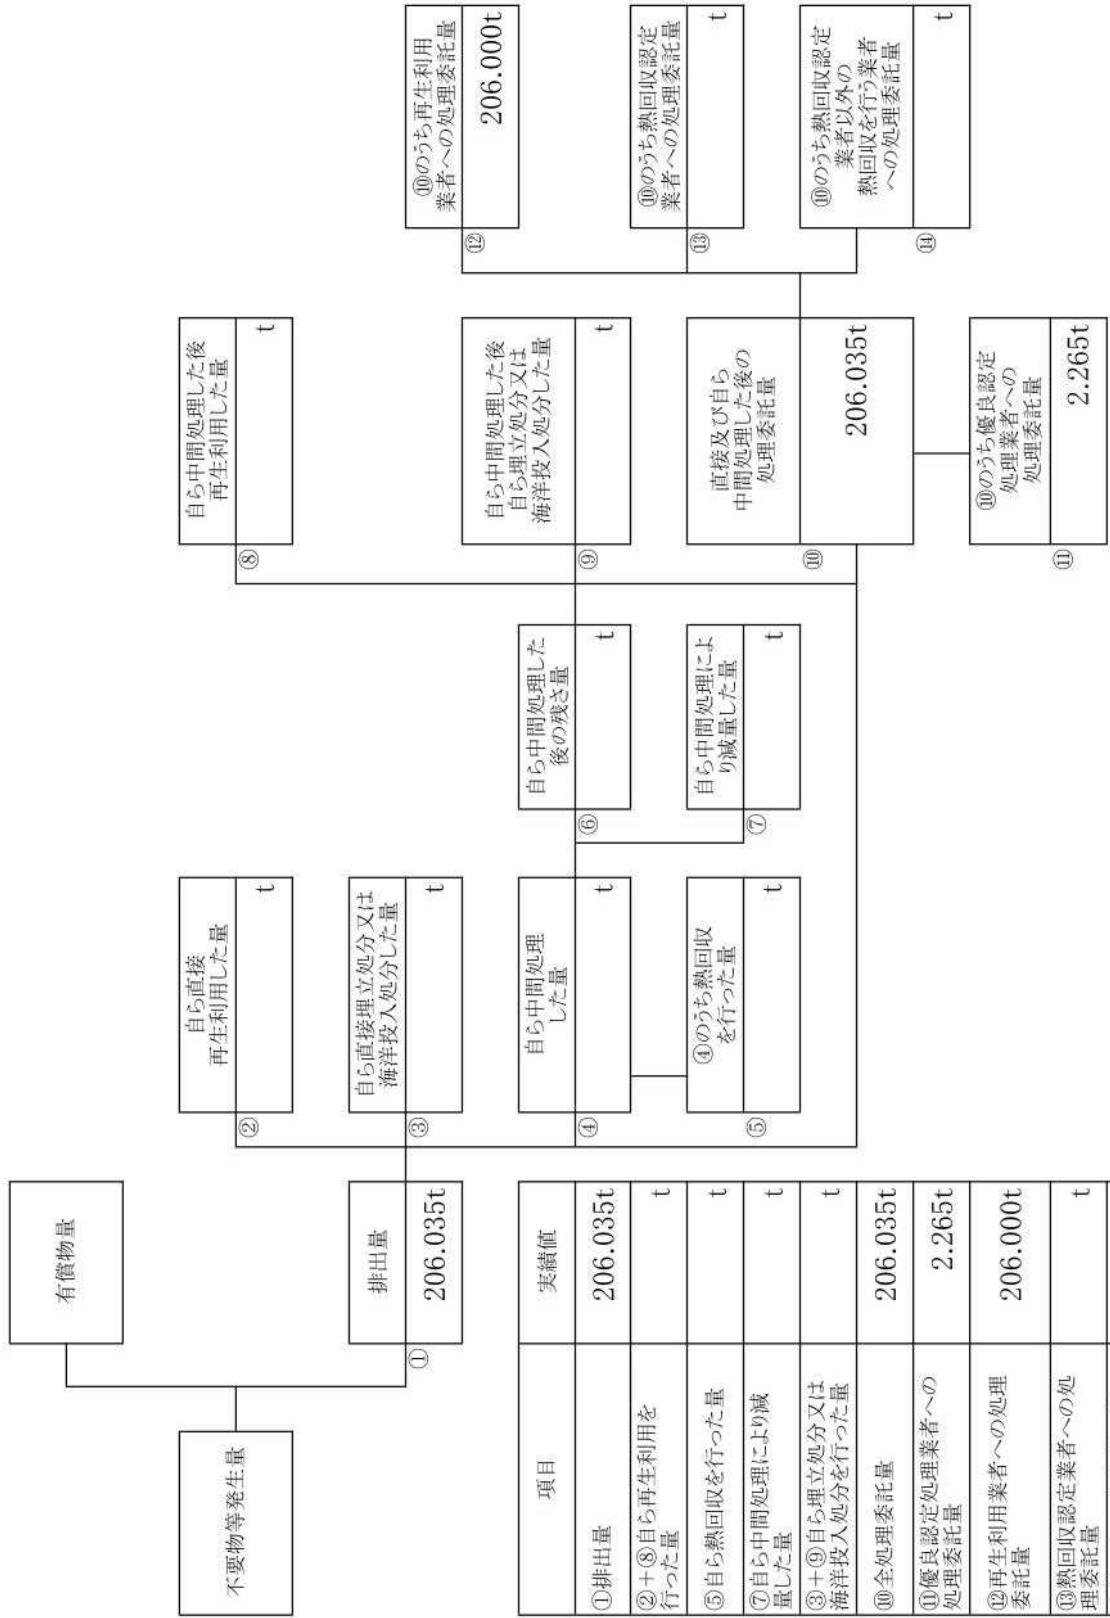 不要物等発生量
有償物量
排出量
①
206.035t
自ら直接
再生利用した量
②
t
自ら直接埋立処分又は
海洋投入処分した量
③
t
自ら中間処理
した量
④
t
④のうち熱回収
を行った量
⑤
t
自ら中間処理した
後の残さ量
⑥
t
自ら中間処理によ
り減量した量
⑦
t
自ら中間処理した後
再生利用した量
⑧
t
自ら中間処理した後
自ら埋立処分又は
海洋投入処分した量
⑨
t
直接及び自ら
中間処理した後の
処理委託量
⑩
206.035t
⑩のうち優良認定
処理業者への
処理委託量
⑪
2.265t
⑩のうち再生利用
業者への処理委託量
⑫
206.000t
⑩のうち熱回収認定
業者への処理委託量
⑬
t
⑩のうち熱回収認定
業者以外の
熱回収を行う業者
への処理委託量
⑭
t
項目 実績値
①排出量 206.035t
②+⑧自ら再生利用を
行った量 t
⑤自ら熱回収を行った量 t
⑦自ら中間処理により減
量した量 t
③+⑨自ら埋立処分又は
海洋投入処分を行った量 t
⑩全処理委託量 206.035t
⑪優良認定処理業者への
処理委託量 2.265t
⑫再生利用業者への処理
委託量 206.000t
⑬熱回収認定業者への処
理委託量 t